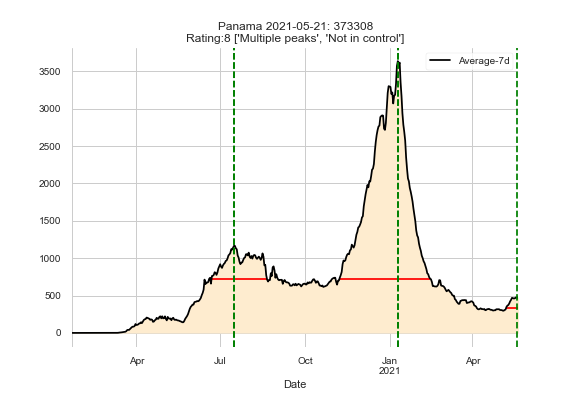 Panama 2021-05-21: 373308
Rating:8 ['Multiple peaks', 'Not in control']
Average-7d
3500
3000
2500
2000
1500
1000
500
0
Apr
Jul
Oct
Jan
2021
Apr
Date